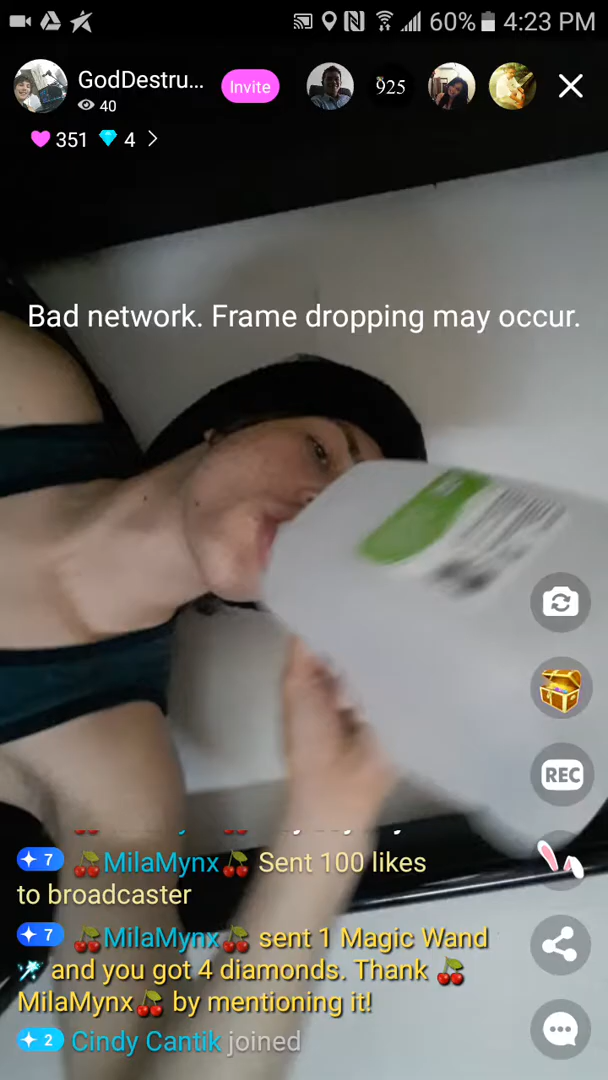 60% 4:23 PM
GodDestru... Invite 925
40
351 4
Bad network. Frame dropping may occur.
REC
7 MilaMynx Sent 100 likes
to broadcaster
7 MilaMynx sent 1 Magic Wand
and you got 4 diamonds. Thank
MilaMynx by mentioning it!
2 Cindy Cantik joined